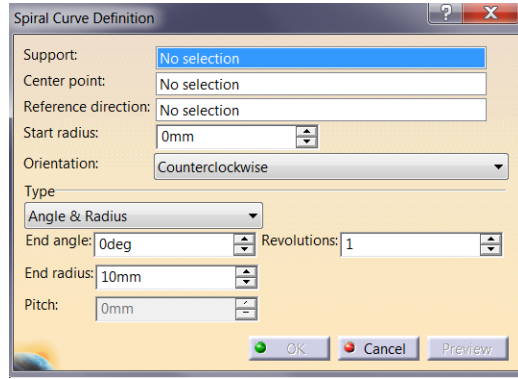 Spiral Curve Definition
Support: No selection
Center point: No selection
Reference direction: No selection
Start radius: 0mm
Orientation: Counterclockwise
Type
Angle & Radius
End angle: 0deg Revolutions: 1
End radius: 10mm
Pitch: 0mm
OK Cancel Preview